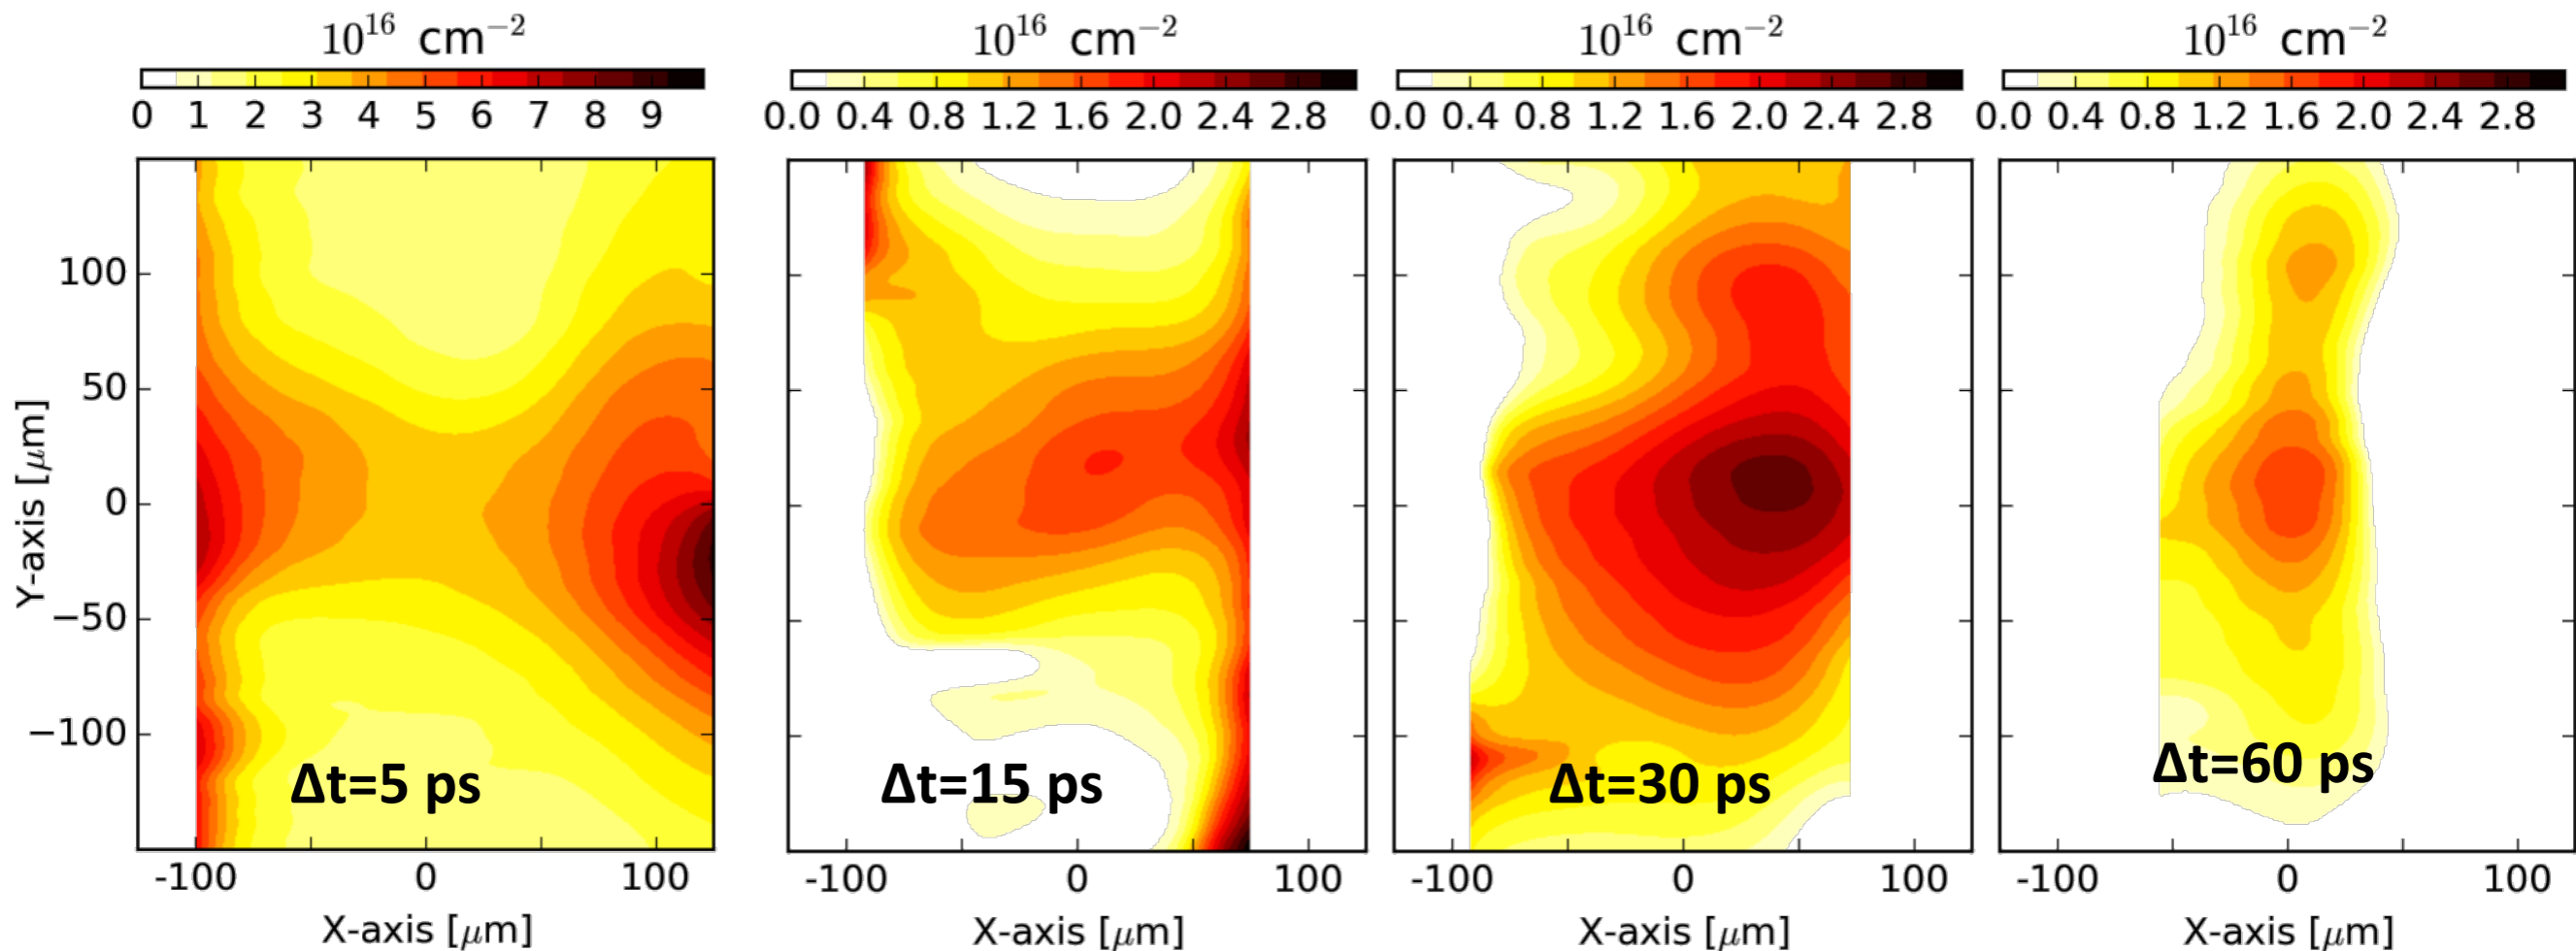 10^16 cm^−2
0 1 2 3 4 5 6 7 8 9
10^16 cm^−2
0.0 0.4 0.8 1.2 1.6 2.0 2.4 2.8
10^16 cm^−2
0.0 0.4 0.8 1.2 1.6 2.0 2.4 2.8
10^16 cm^−2
0.0 0.4 0.8 1.2 1.6 2.0 2.4 2.8
Y-axis [μm]
100
50
0
−50
−100
Δt=5 ps
-100 0 100
X-axis [μm]
Δt=15 ps
-100 0 100
X-axis [μm]
Δt=30 ps
-100 0 100
X-axis [μm]
Δt=60 ps
-100 0 100
X-axis [μm]